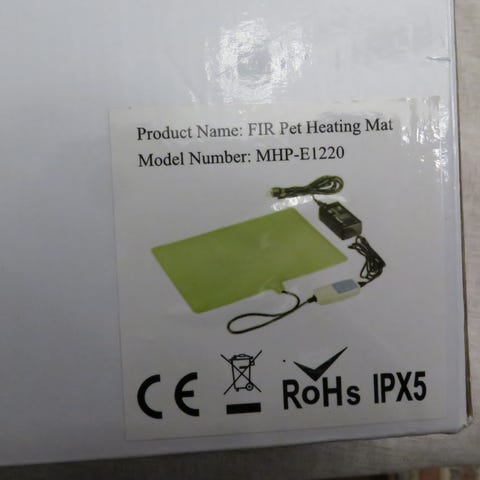 Product Name: FIR Pet Heating Mat
Model Number: MHP-E1220
CE RoHs IPX5